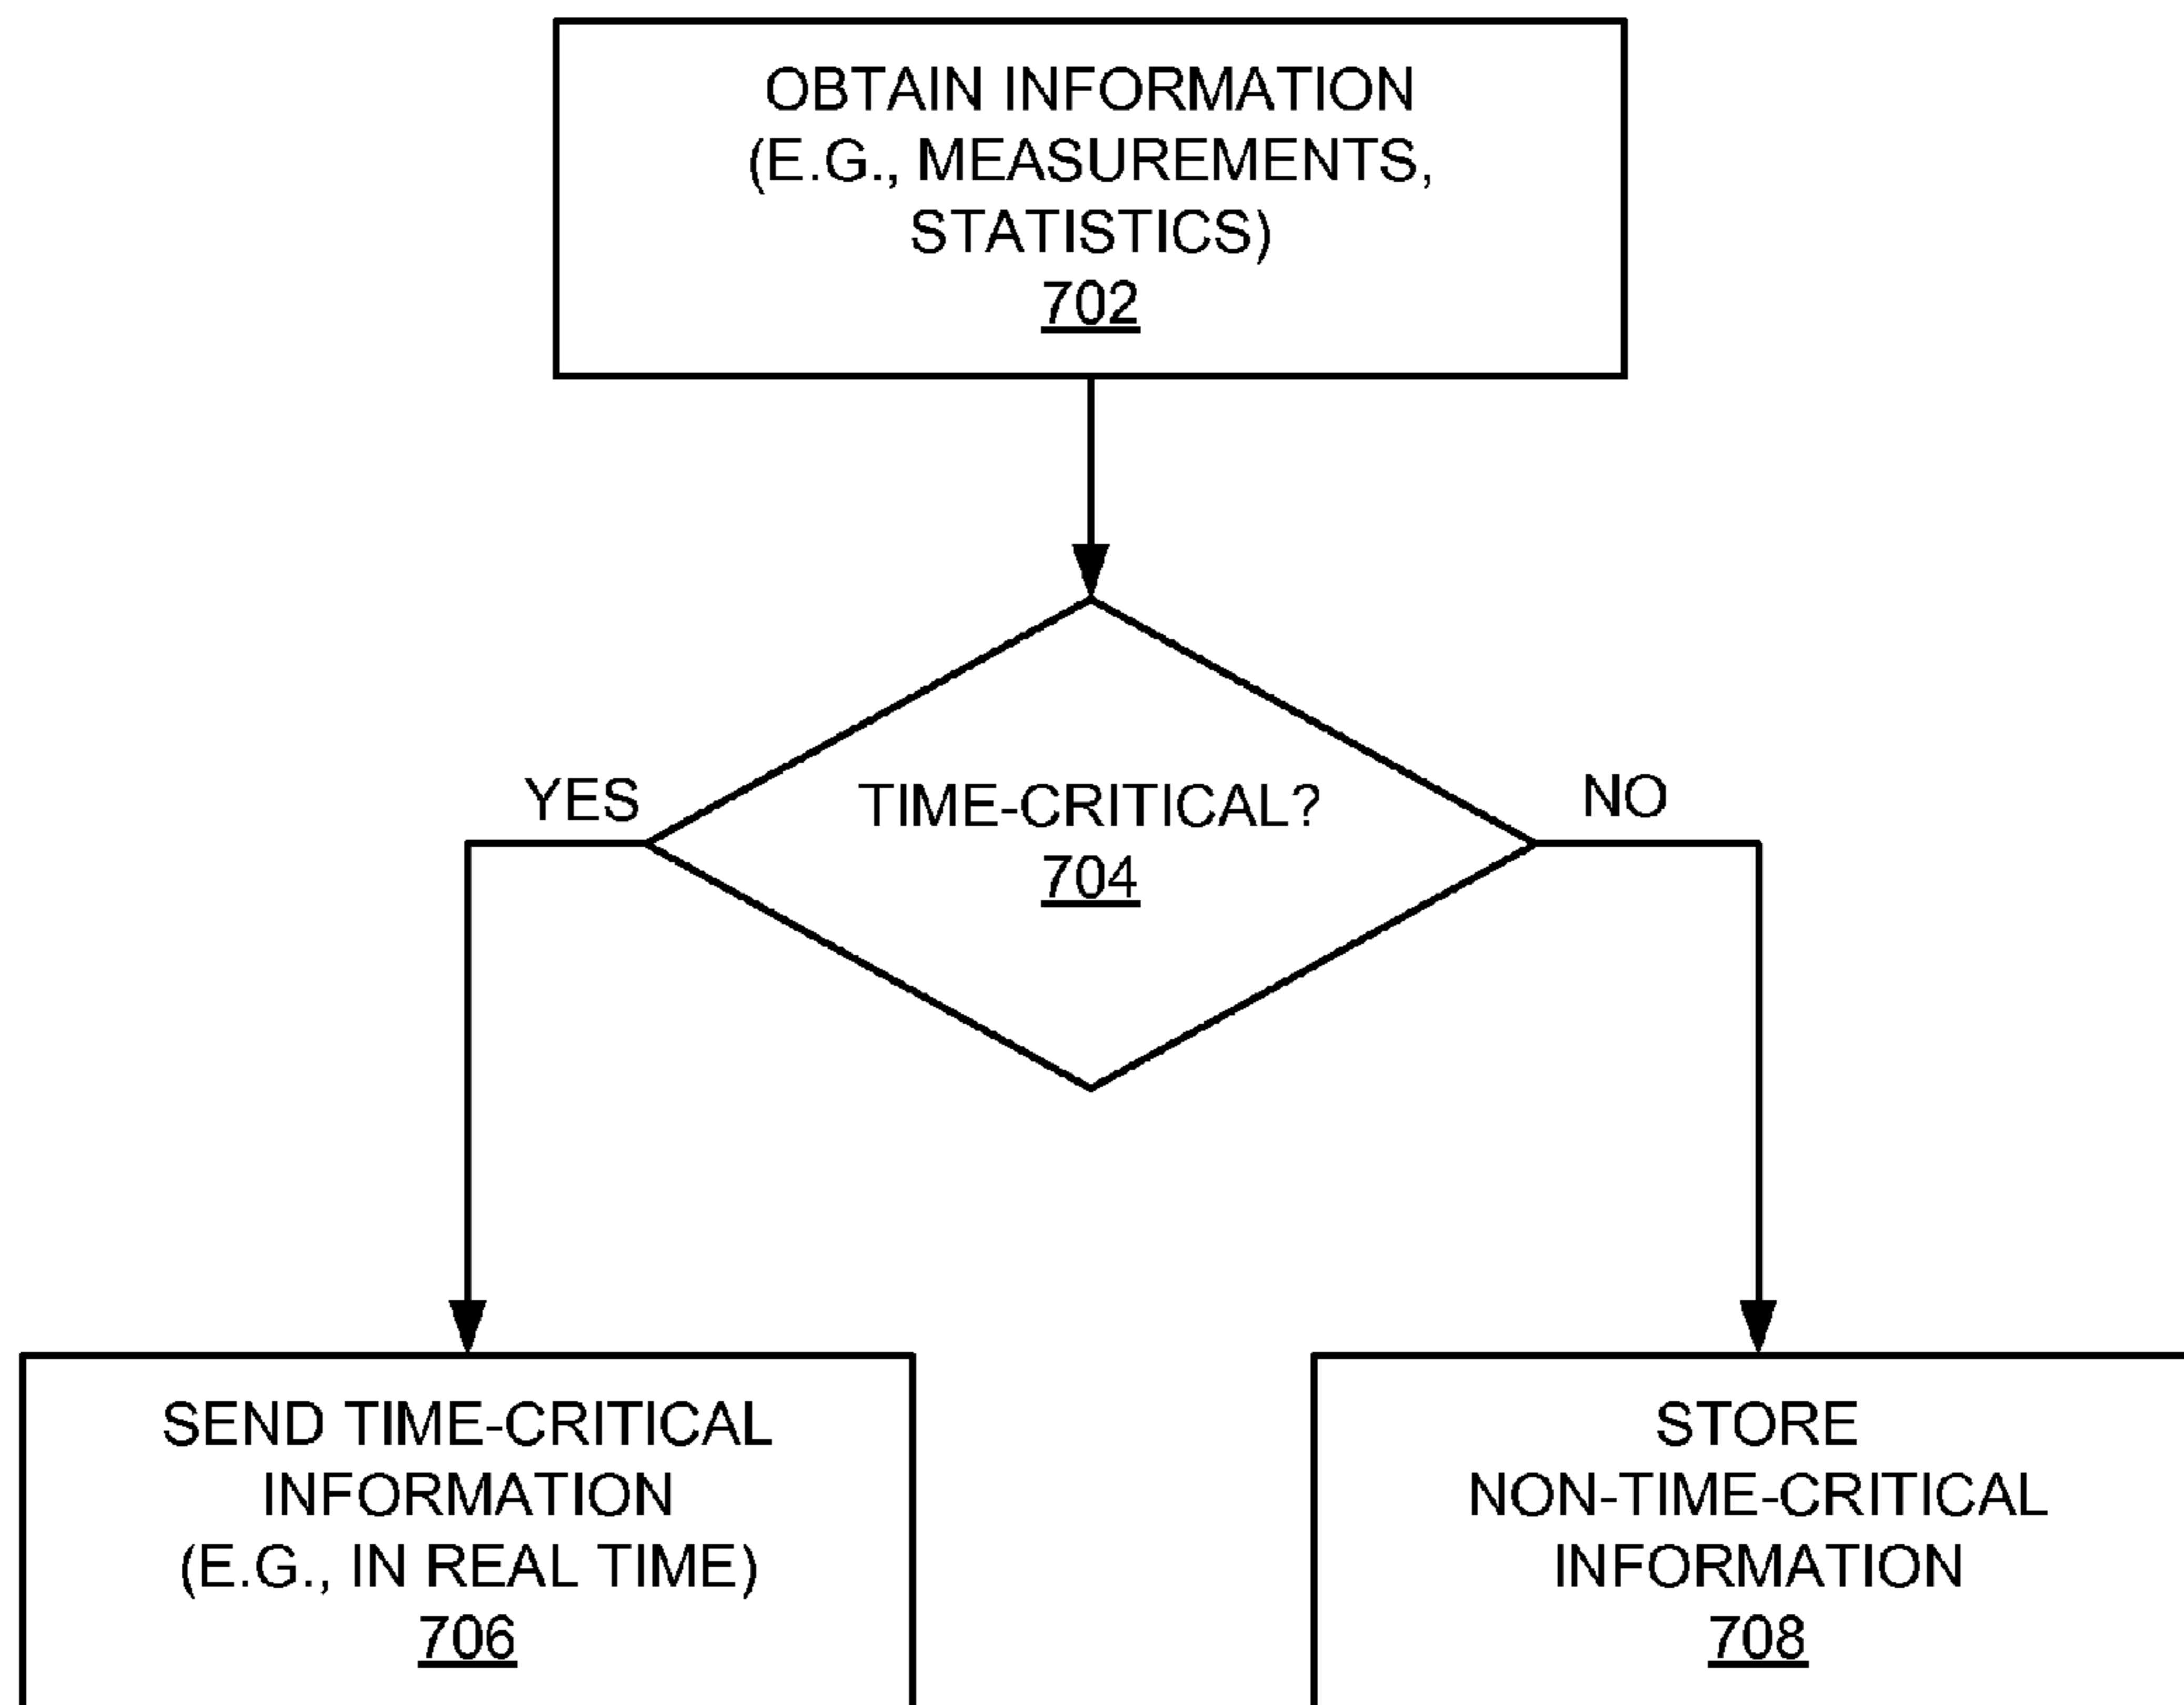 OBTAIN INFORMATION
(E.G., MEASUREMENTS,
STATISTICS)
702
TIME-CRITICAL?
704
YES
NO
SEND TIME-CRITICAL
INFORMATION
(E.G., IN REAL TIME)
706
STORE
NON-TIME-CRITICAL
INFORMATION
708